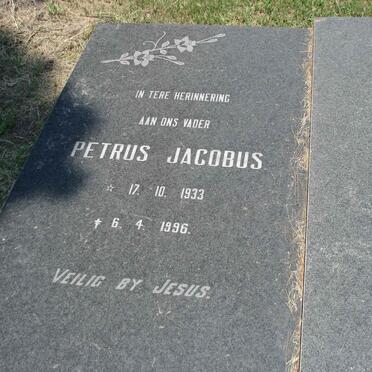 IN TERE HERINNERING
AAN ONS VADER
PETRUS JACOBUS
☆ 17. 10. 1933
✝ 6. 4. 1996.
VEILIG BY JESUS.